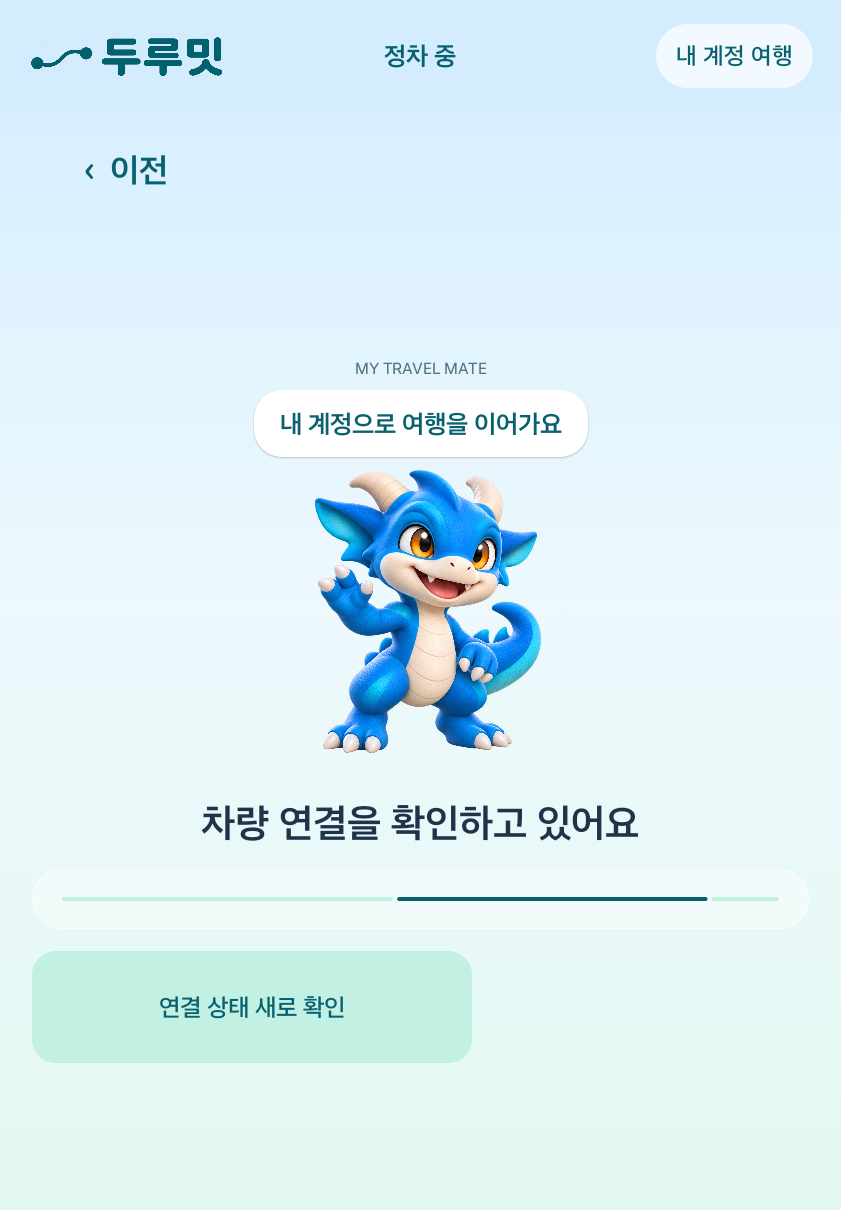 두루밋
정차 중
내 계정 여행
‹ 이전
MY TRAVEL MATE
내 계정으로 여행을 이어가요
차량 연결을 확인하고 있어요
연결 상태 새로 확인